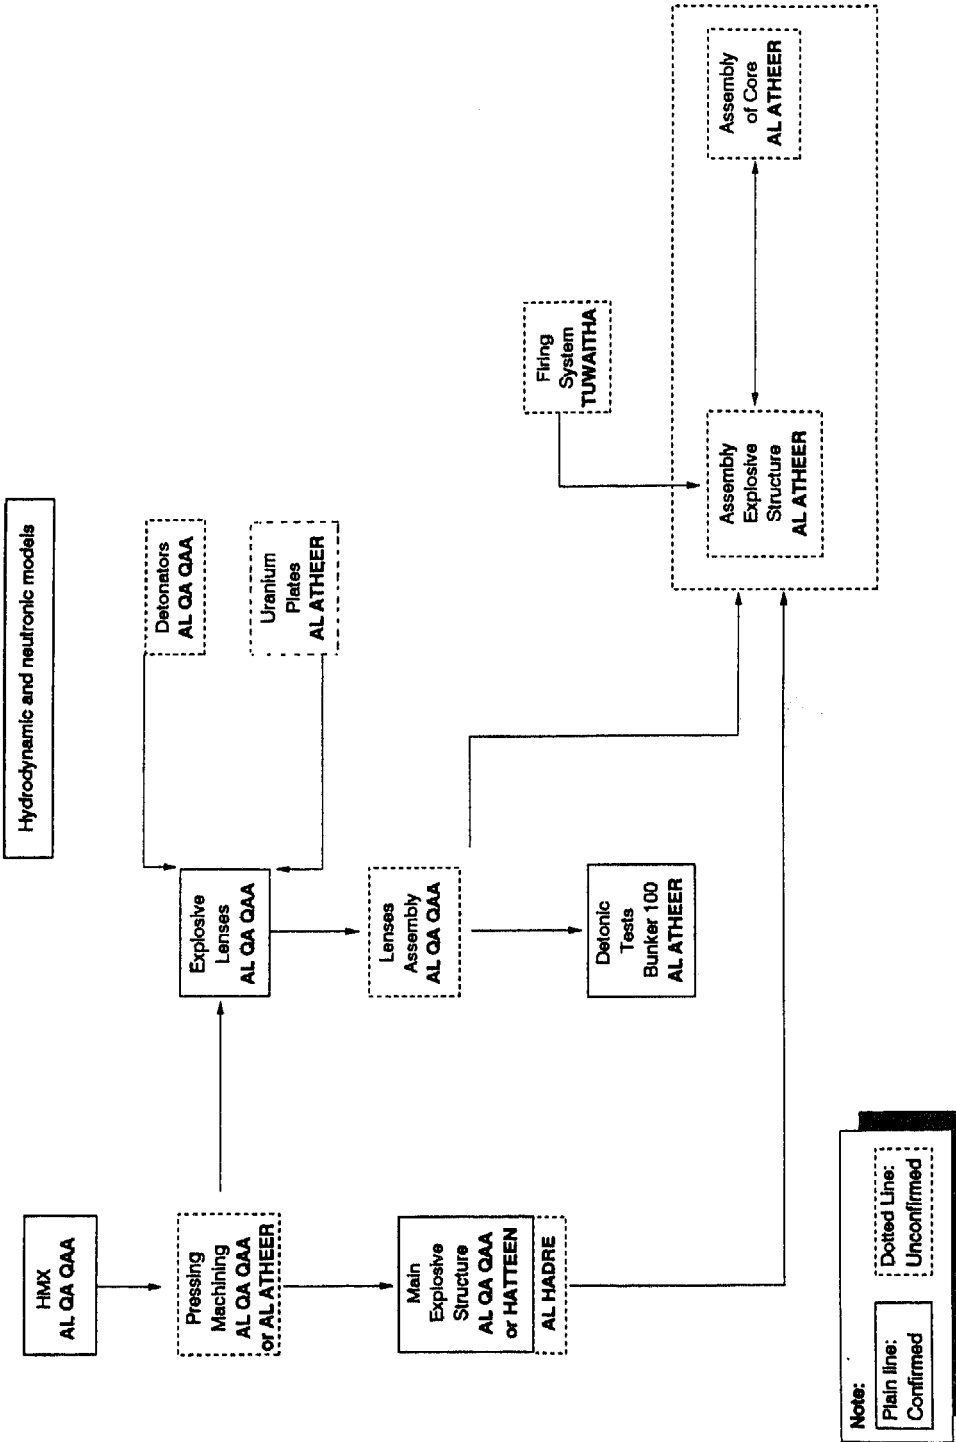 Hydrodynamic and neutronic models
HMX
AL QA QAA
Pressing
Machining
AL QA QAA
or AL ATHEER
Main
Explosive
Structure
AL QA QAA
or HATTEEN
AL HADRE
Explosive
Lenses
AL QA QAA
Detonators
AL QA QAA
Uranium
Plates
AL ATHEER
Lenses
Assembly
AL QA QAA
Detonic
Tests
Bunker 100
AL ATHEER
Firing
System
TUWAITHA
Assembly
Explosive
Structure
AL ATHEER
Assembly
of Core
AL ATHEER
Note:
Plain line:
Confirmed
Dotted Line:
Unconfirmed